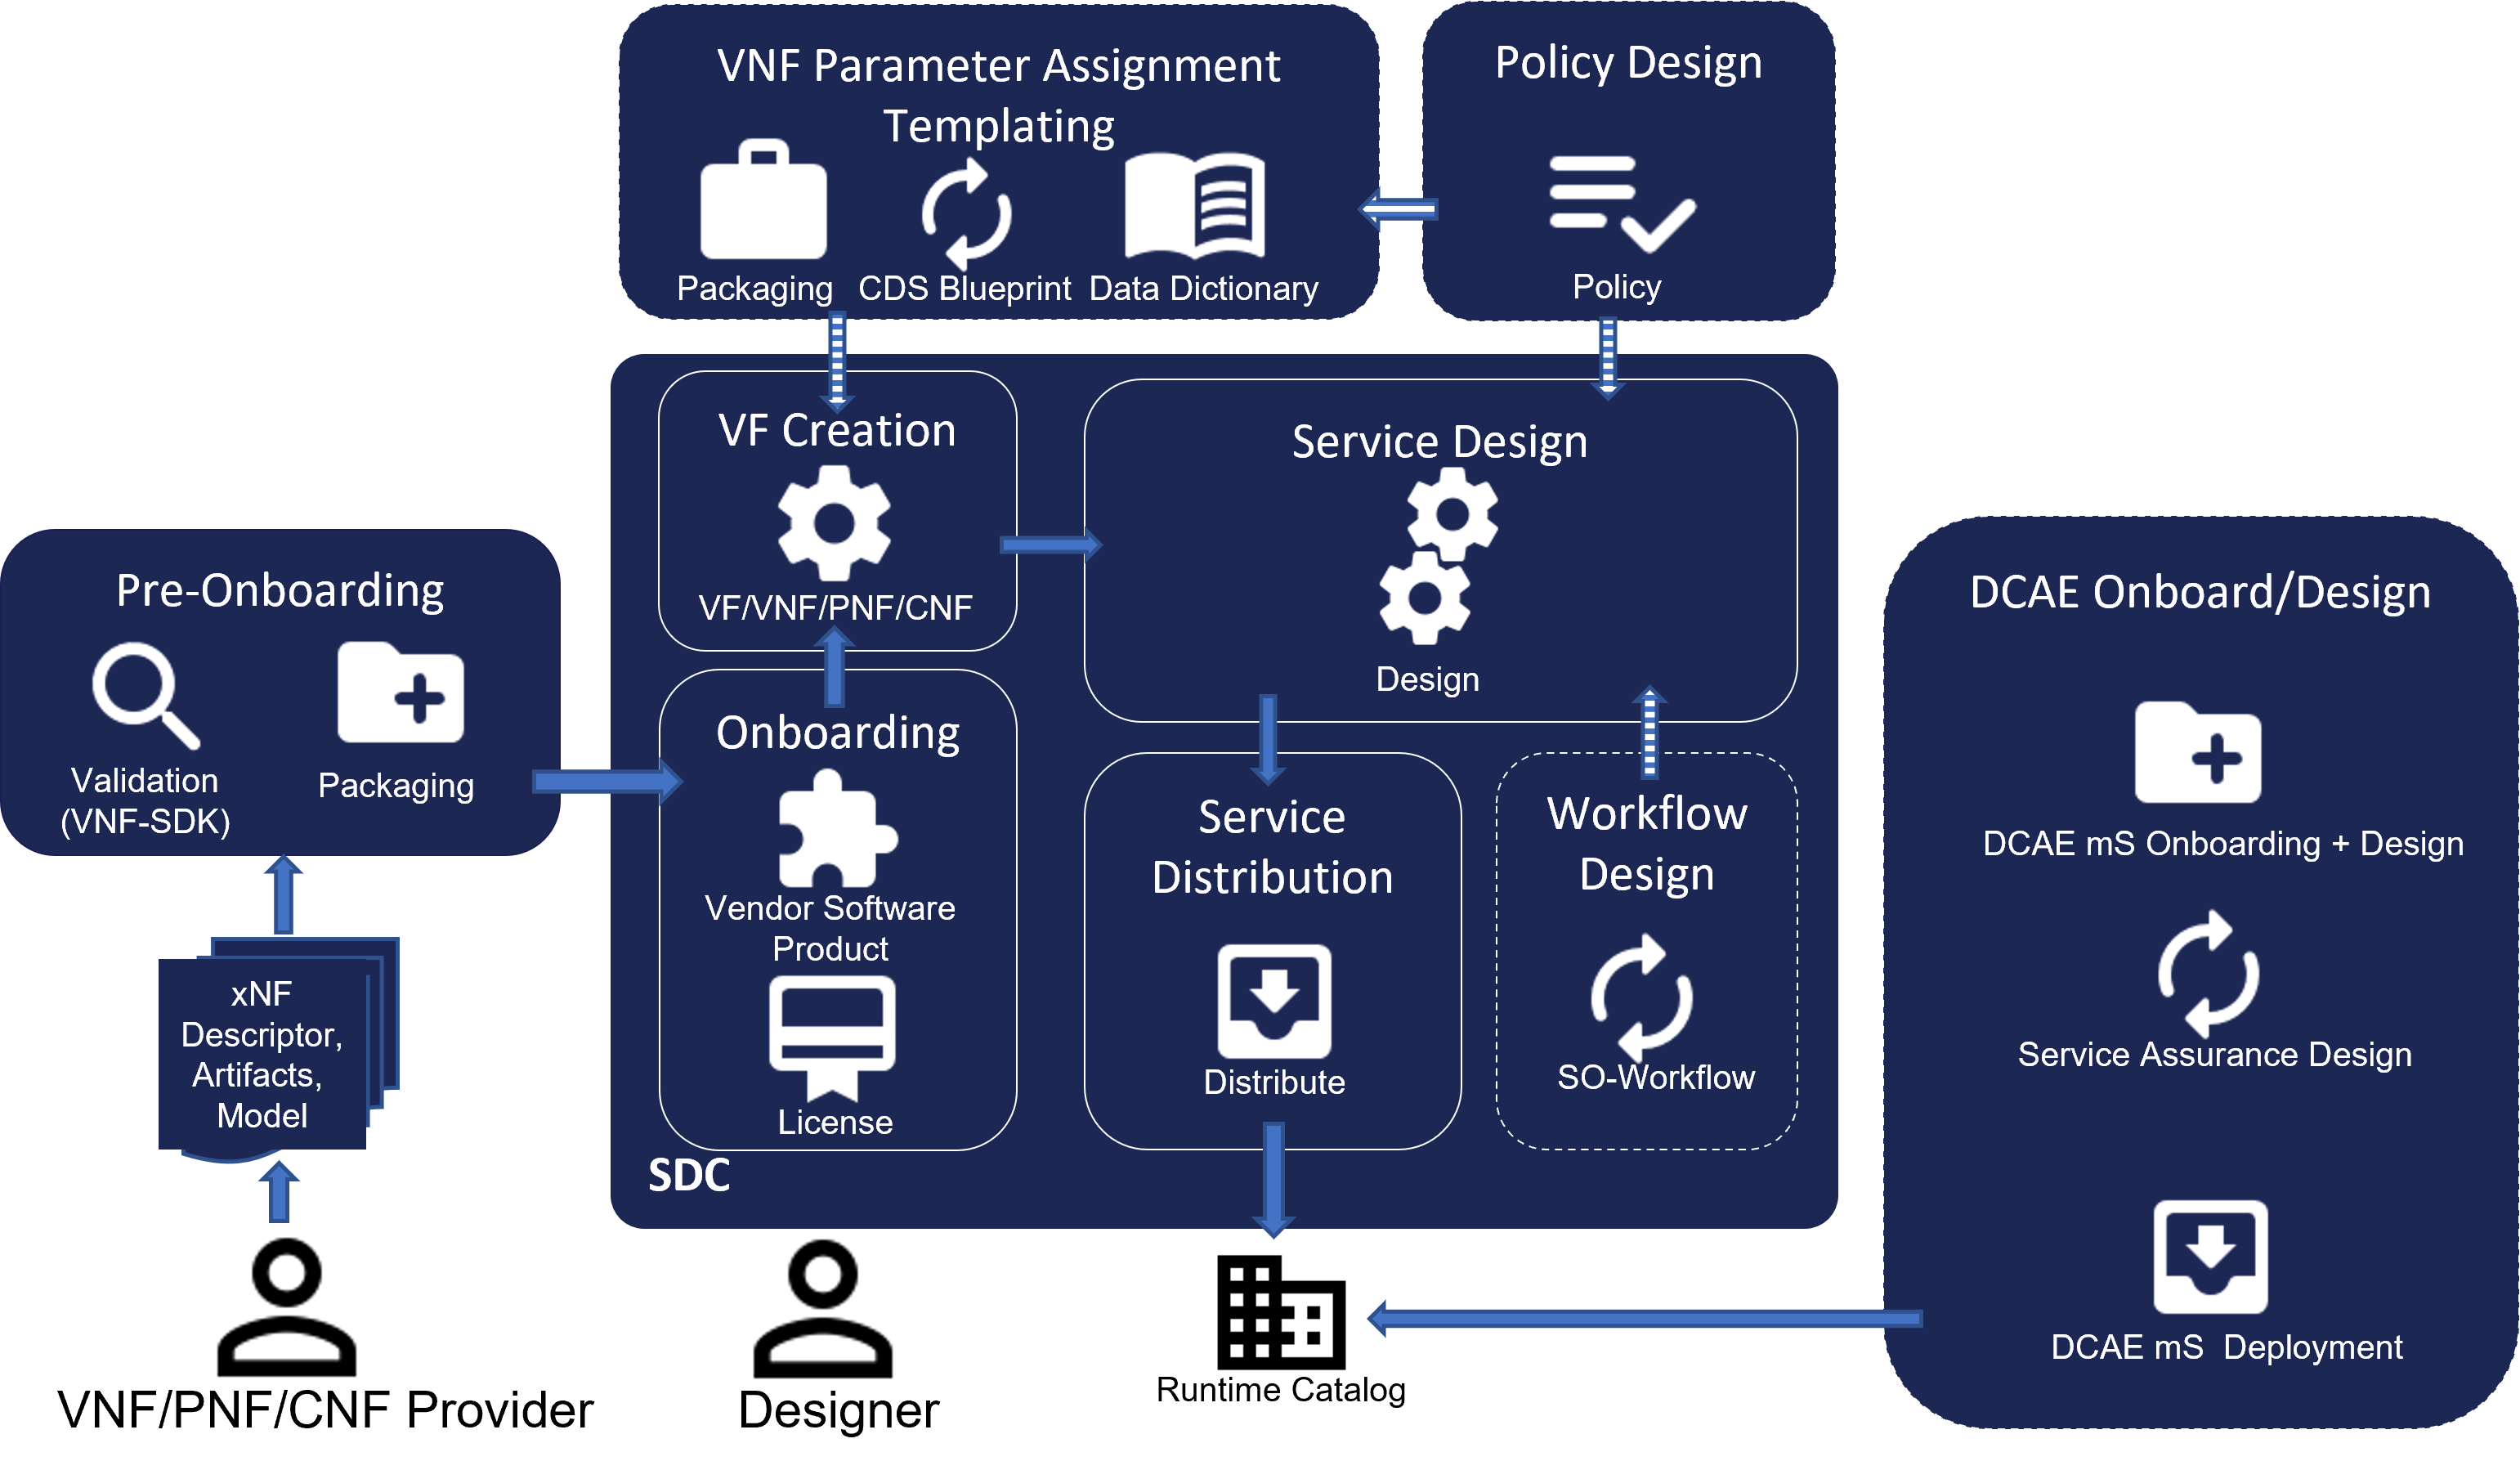 VNF Parameter Assignment
Templating
Packaging
CDS Blueprint
Data Dictionary
Policy Design
Policy
VF Creation
VF/VNF/PNF/CNF
Service Design
Design
Pre-Onboarding
Validation
(VNF-SDK)
Packaging
Onboarding
Vendor Software
Product
License
Service
Distribution
Distribute
Workflow
Design
SO-Workflow
SDC
DCAE Onboard/Design
DCAE mS Onboarding + Design
Service Assurance Design
DCAE mS  Deployment
xNF
Descriptor,
Artifacts,
Model
VNF/PNF/CNF Provider
Designer
Runtime Catalog